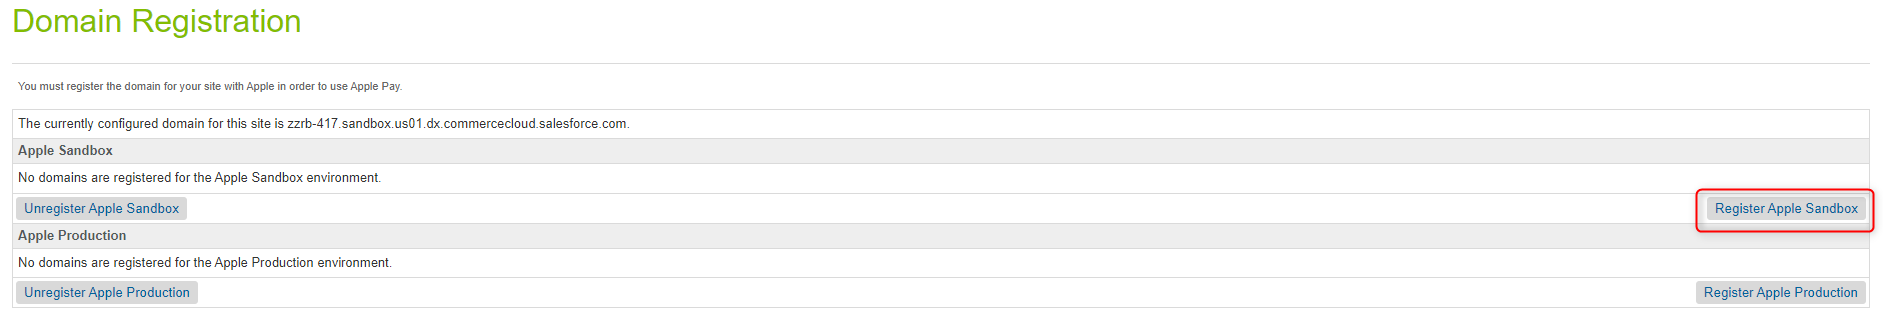 Domain Registration
You must register the domain for your site with Apple in order to use Apple Pay.
The currently configured domain for this site is zzrb-417.sandbox.us01.dx.commercecloud.salesforce.com.
Apple Sandbox
No domains are registered for the Apple Sandbox environment.
Unregister Apple Sandbox
Register Apple Sandbox
Apple Production
No domains are registered for the Apple Production environment.
Unregister Apple Production
Register Apple Production